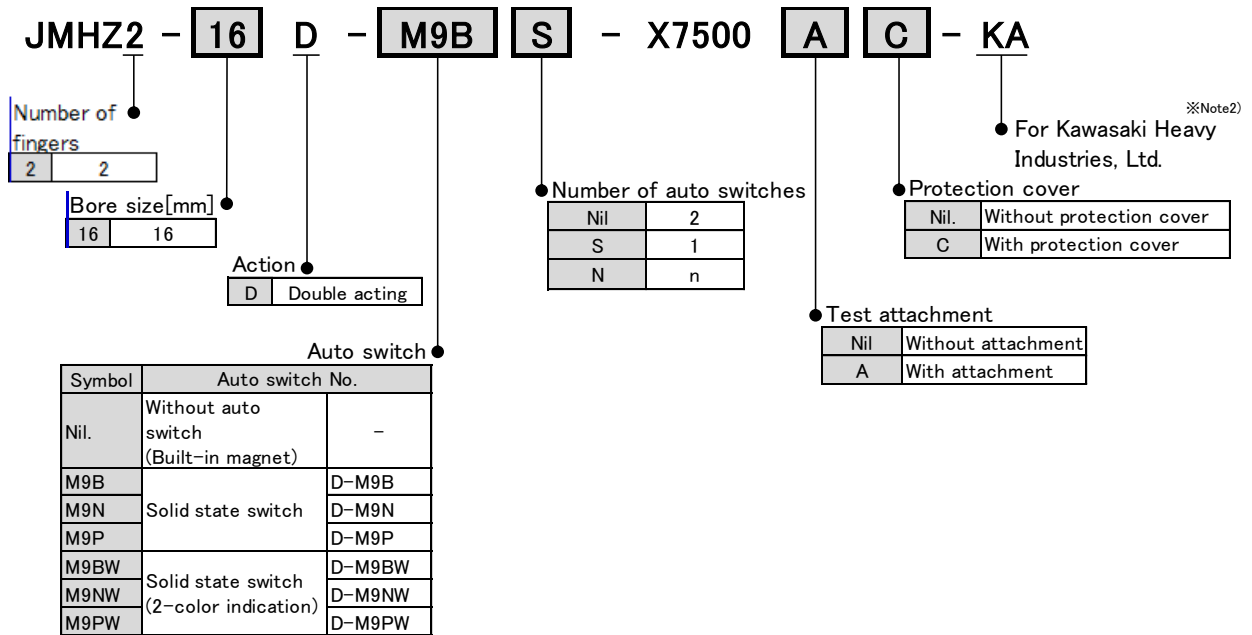 JMHZ2 - 16 D - M9B S - X7500 A C - KA
Number of
fingers
2 2
Bore size[mm]
16 16
Action
D Double acting
Auto switch
Symbol Auto switch No.
Nil. Without auto
switch
(Built-in magnet) -
M9B D-M9B
M9N Solid state switch D-M9N
M9P D-M9P
M9BW D-M9BW
M9NW Solid state switch
(2-color indication) D-M9NW
M9PW D-M9PW
Number of auto switches
Nil 2
S 1
N n
Test attachment
Nil Without attachment
A With attachment
Protection cover
Nil. Without protection cover
C With protection cover
※Note2)
For Kawasaki Heavy
Industries, Ltd.